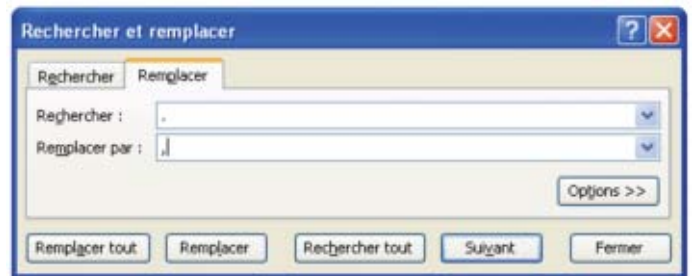 Rechercher et remplacer
Rechercher Remplacer
Rechercher : .
Remplacer par : ,
Options >>
Remplacer tout Remplacer Rechercher tout Suivant Fermer